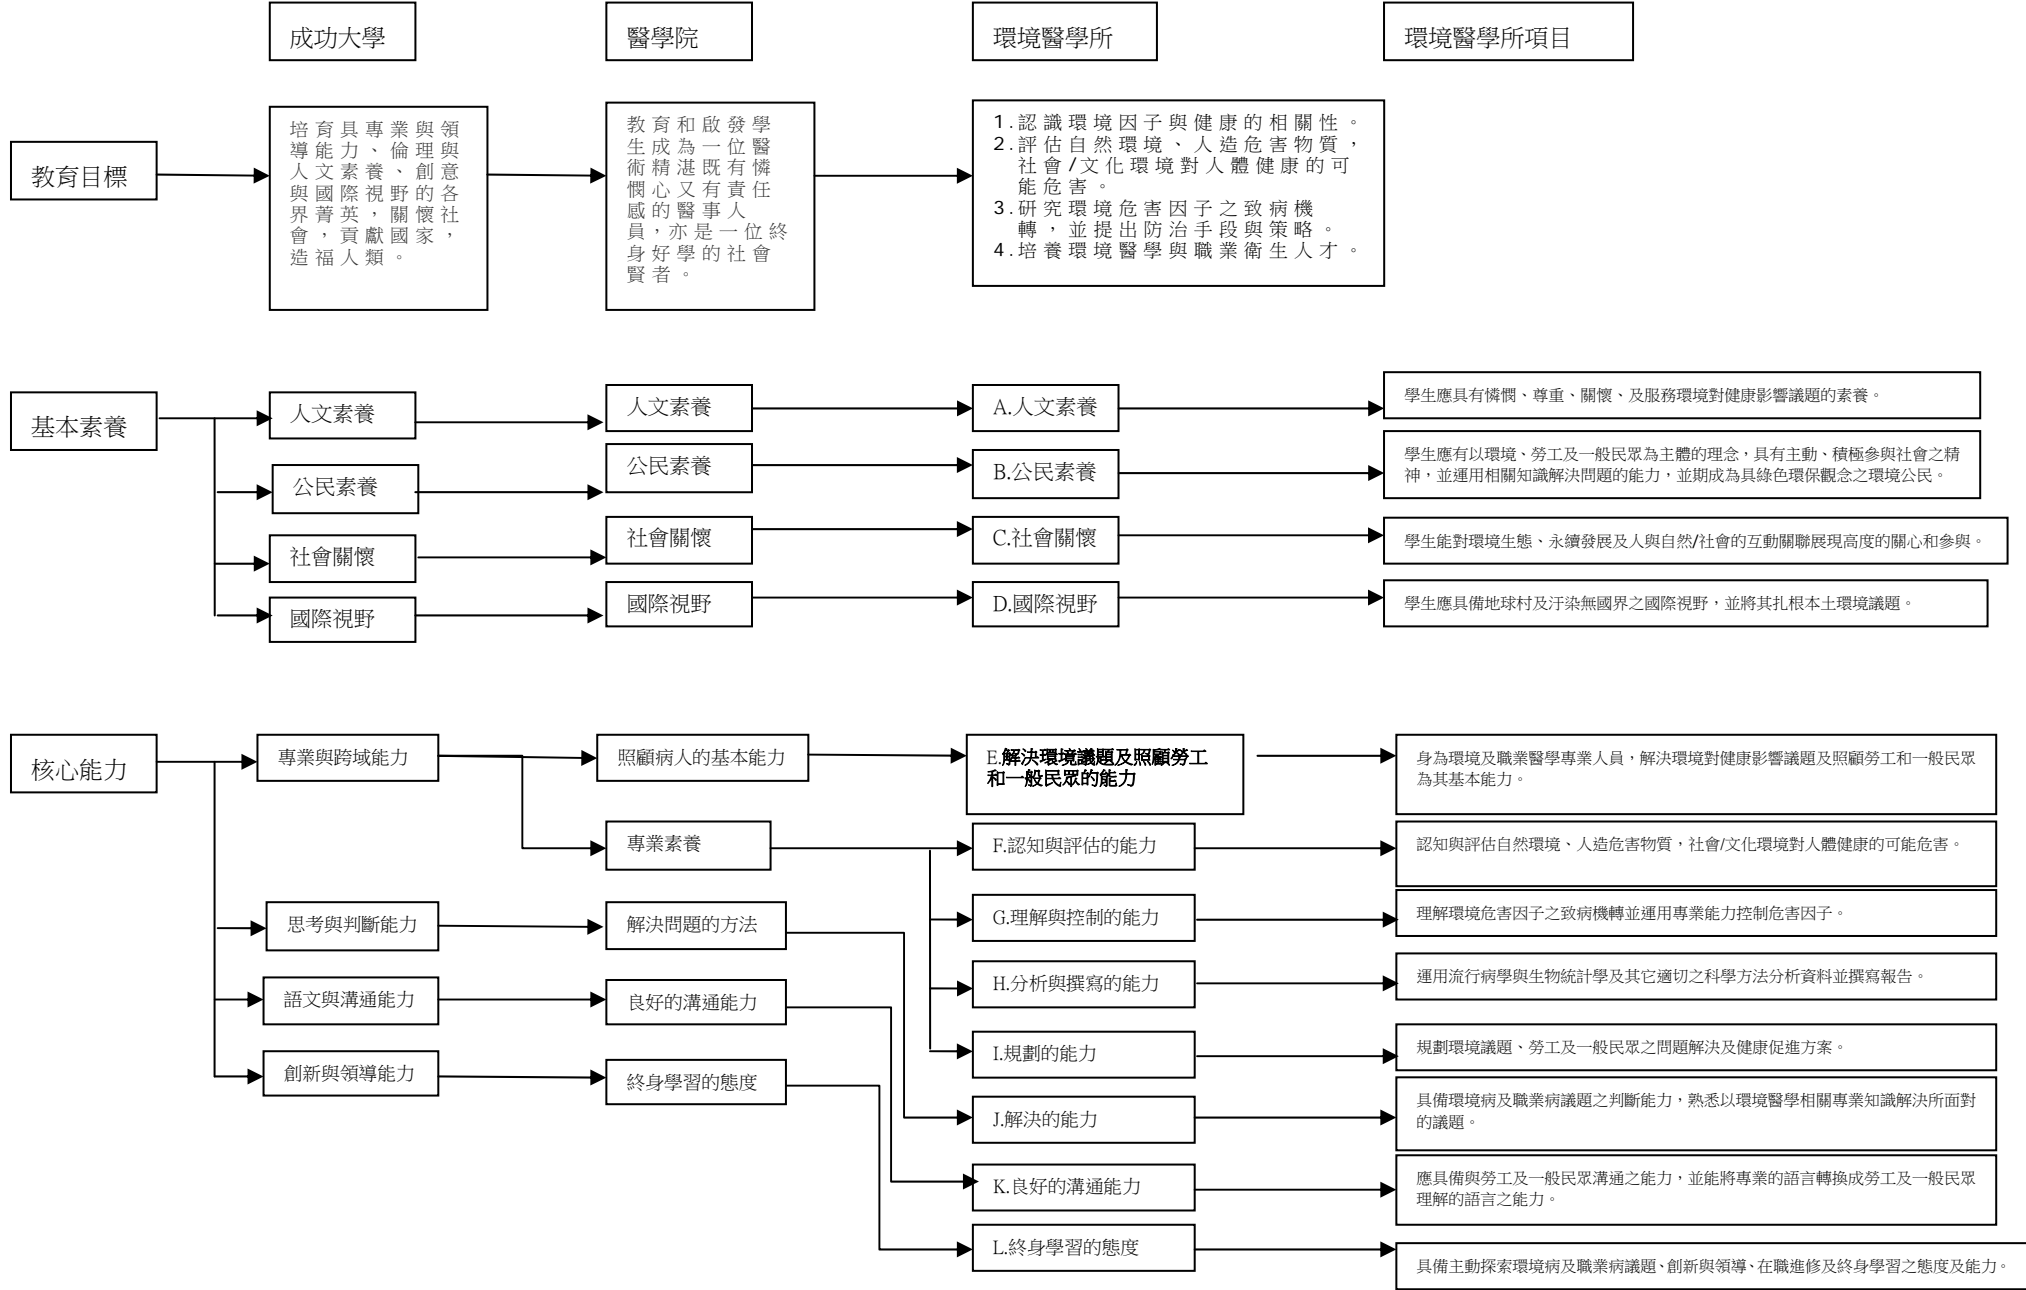 成功大學
醫學院
環境醫學所
環境醫學所項目
教育目標
培育具專業與領
導能力、倫理與
人文素養、創意
與國際視野的各
界菁英，關懷社
會，貢獻國家，
造福人類。
教育和啟發學
生成為一位醫
術精湛既有憐
憫心又有責任
感的醫事人
員，亦是一位終
身好學的社會
賢者。
1.認識環境因子與健康的相關性。
2.評估自然環境、人造危害物質，
社會/文化環境對人體健康的可
能危害。
3.研究環境危害因子之致病機
轉，並提出防治手段與策略。
4.培養環境醫學與職業衛生人才。
基本素養
人文素養
人文素養
A.人文素養
學生應具有憐憫、尊重、關懷、及服務環境對健康影響議題的素養。
公民素養
公民素養
B.公民素養
學生應有以環境、勞工及一般民眾為主體的理念，具有主動、積極參與社會之精
神，並運用相關知識解決問題的能力，並期成為具綠色環保觀念之環境公民。
社會關懷
社會關懷
C.社會關懷
學生能對環境生態、永續發展及人與自然/社會的互動關聯展現高度的關心和參與。
國際視野
國際視野
D.國際視野
學生應具備地球村及汙染無國界之國際視野，並將其扎根本土環境議題。
核心能力
專業與跨域能力
照顧病人的基本能力
E.解決環境議題及照顧勞工
和一般民眾的能力
身為環境及職業醫學專業人員，解決環境對健康影響議題及照顧勞工和一般民眾
為其基本能力。
專業素養
F.認知與評估的能力
認知與評估自然環境、人造危害物質，社會/文化環境對人體健康的可能危害。
思考與判斷能力
解決問題的方法
G.理解與控制的能力
理解環境危害因子之致病機轉並運用專業能力控制危害因子。
語文與溝通能力
良好的溝通能力
H.分析與撰寫的能力
運用流行病學與生物統計學及其它適切之科學方法分析資料並撰寫報告。
創新與領導能力
終身學習的態度
I.規劃的能力
規劃環境議題、勞工及一般民眾之問題解決及健康促進方案。
J.解決的能力
具備環境病及職業病議題之判斷能力，熟悉以環境醫學相關專業知識解決所面對
的議題。
K.良好的溝通能力
應具備與勞工及一般民眾溝通之能力，並能將專業的語言轉換成勞工及一般民眾
理解的語言之能力。
L.終身學習的態度
具備主動探索環境病及職業病議題、創新與領導、在職進修及終身學習之態度及能力。